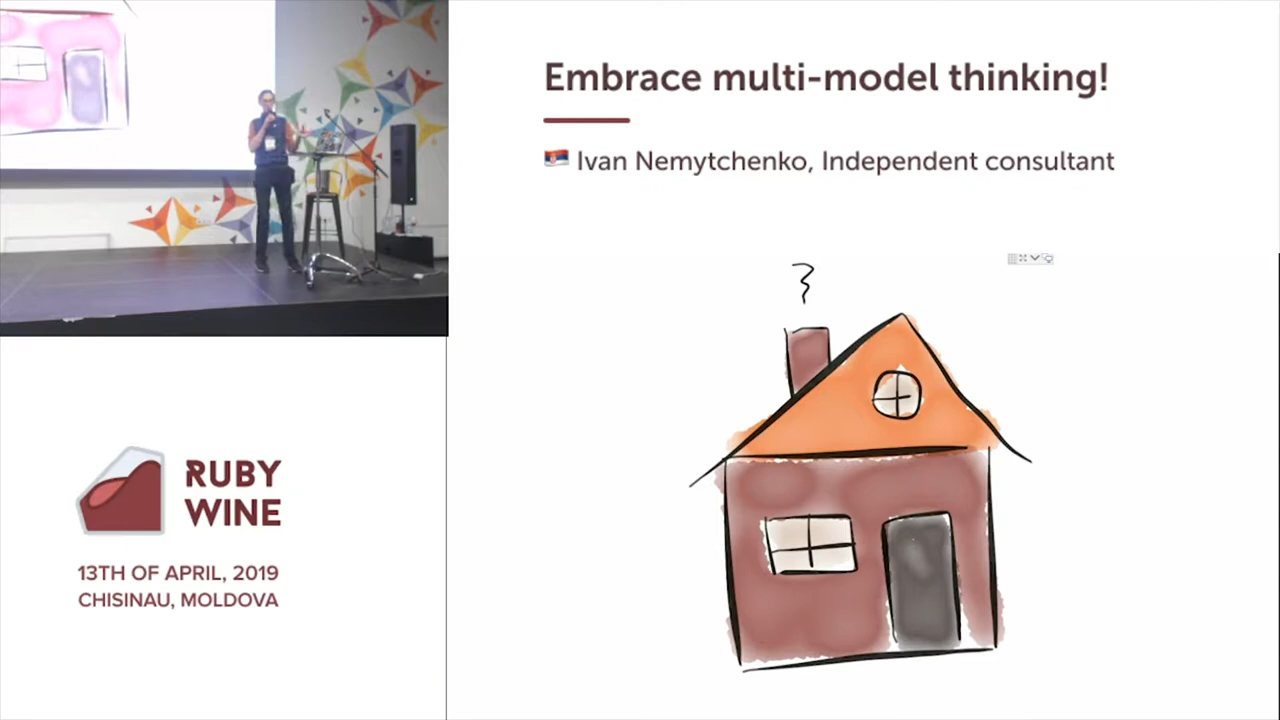 Embrace multi-model thinking!
🇷🇸 Ivan Nemytchenko, Independent consultant
RUBY
WINE
13TH OF APRIL, 2019
CHISINAU, MOLDOVA